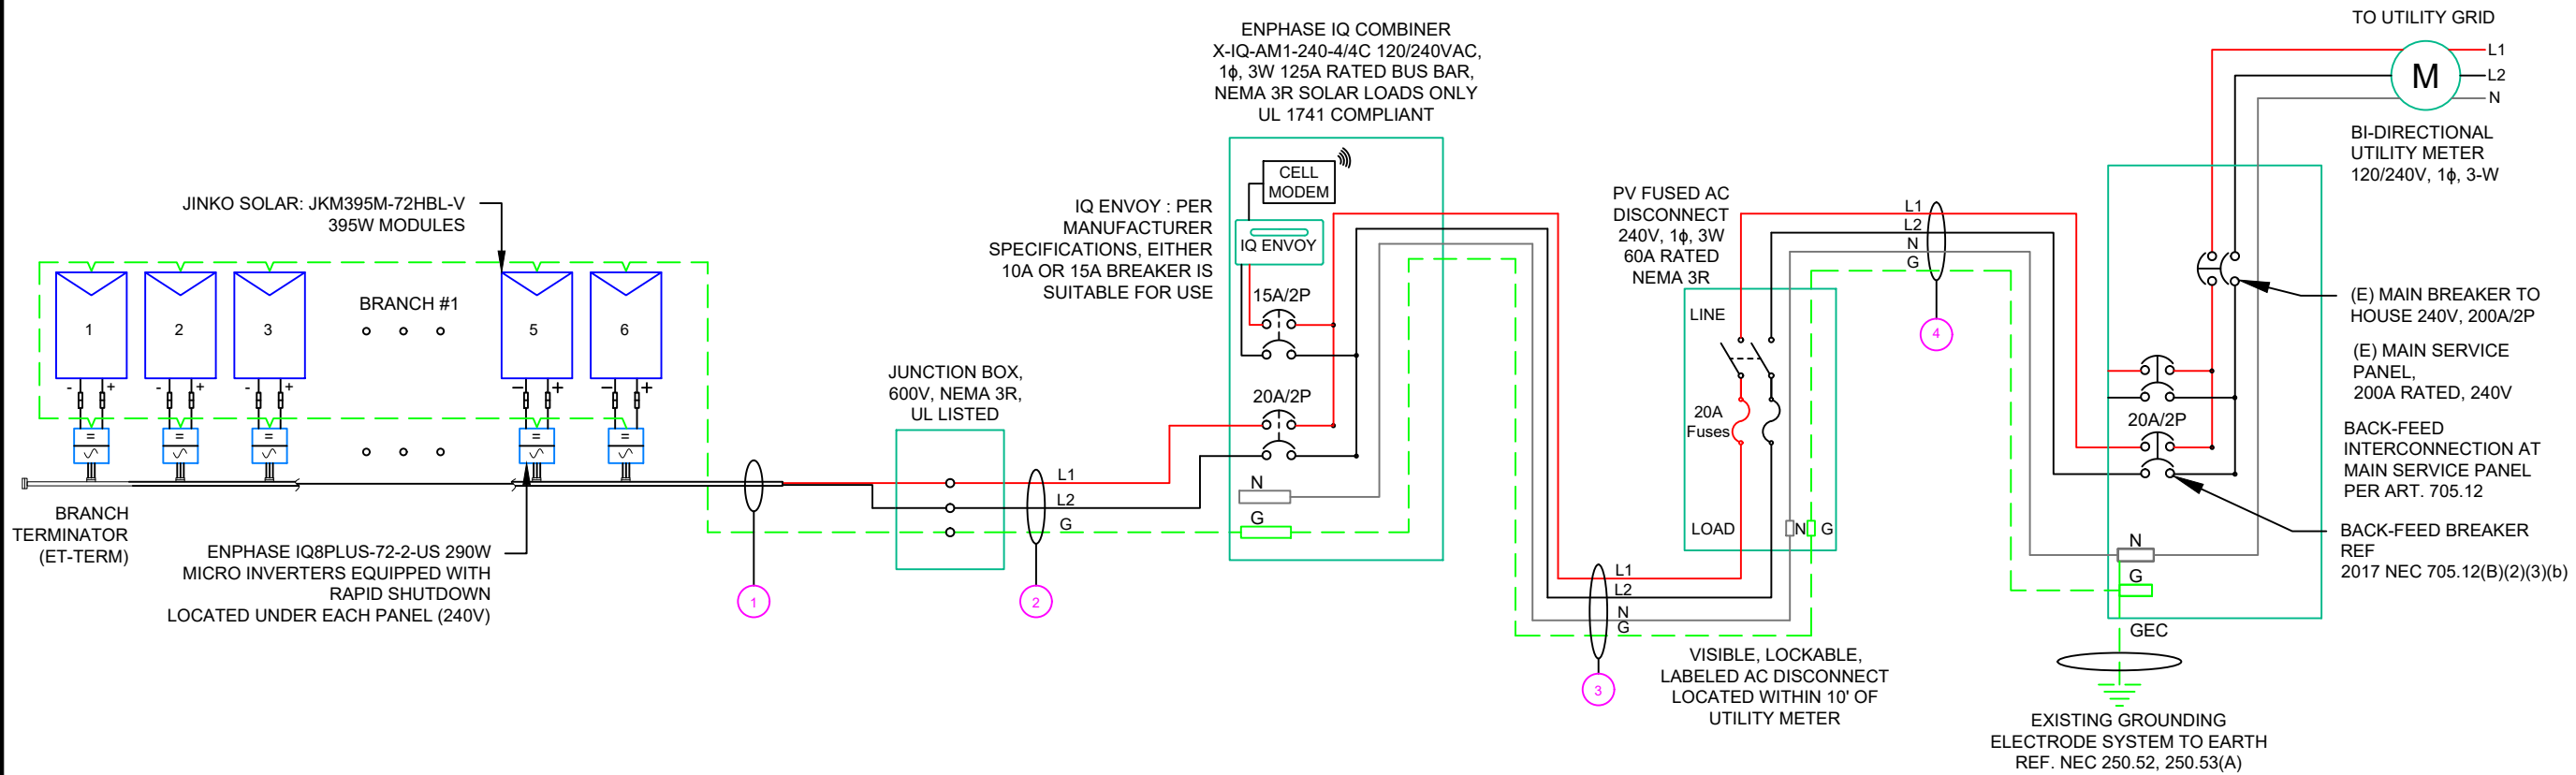 TO UTILITY GRID
L1
L2
N
M
BI-DIRECTIONAL
UTILITY METER
120/240V, 1ϕ, 3-W
ENPHASE IQ COMBINER
X-IQ-AM1-240-4/4C 120/240VAC,
1ϕ, 3W 125A RATED BUS BAR,
NEMA 3R SOLAR LOADS ONLY
UL 1741 COMPLIANT
CELL
MODEM
IQ ENVOY
IQ ENVOY : PER
MANUFACTURER
SPECIFICATIONS, EITHER
10A OR 15A BREAKER IS
SUITABLE FOR USE
15A/2P
20A/2P
N
G
JINKO SOLAR: JKM395M-72HBL-V
395W MODULES
BRANCH #1
1
2
3
5
6
- +
- +
- +
− +
− +
=
=
=
=
=
BRANCH
TERMINATOR
(ET-TERM)
ENPHASE IQ8PLUS-72-2-US 290W
MICRO INVERTERS EQUIPPED WITH
RAPID SHUTDOWN
LOCATED UNDER EACH PANEL (240V)
1
JUNCTION BOX,
600V, NEMA 3R,
UL LISTED
L1
L2
G
2
PV FUSED AC
DISCONNECT
240V, 1ϕ, 3W
60A RATED
NEMA 3R
LINE
20A
Fuses
LOAD
N G
L1
L2
N
G
3
VISIBLE, LOCKABLE,
LABELED AC DISCONNECT
LOCATED WITHIN 10' OF
UTILITY METER
L1
L2
N
G
4
(E) MAIN BREAKER TO
HOUSE 240V, 200A/2P
(E) MAIN SERVICE
PANEL,
200A RATED, 240V
20A/2P
BACK-FEED
INTERCONNECTION AT
MAIN SERVICE PANEL
PER ART. 705.12
BACK-FEED BREAKER
REF
2017 NEC 705.12(B)(2)(3)(b)
N
G
GEC
EXISTING GROUNDING
ELECTRODE SYSTEM TO EARTH
REF. NEC 250.52, 250.53(A)